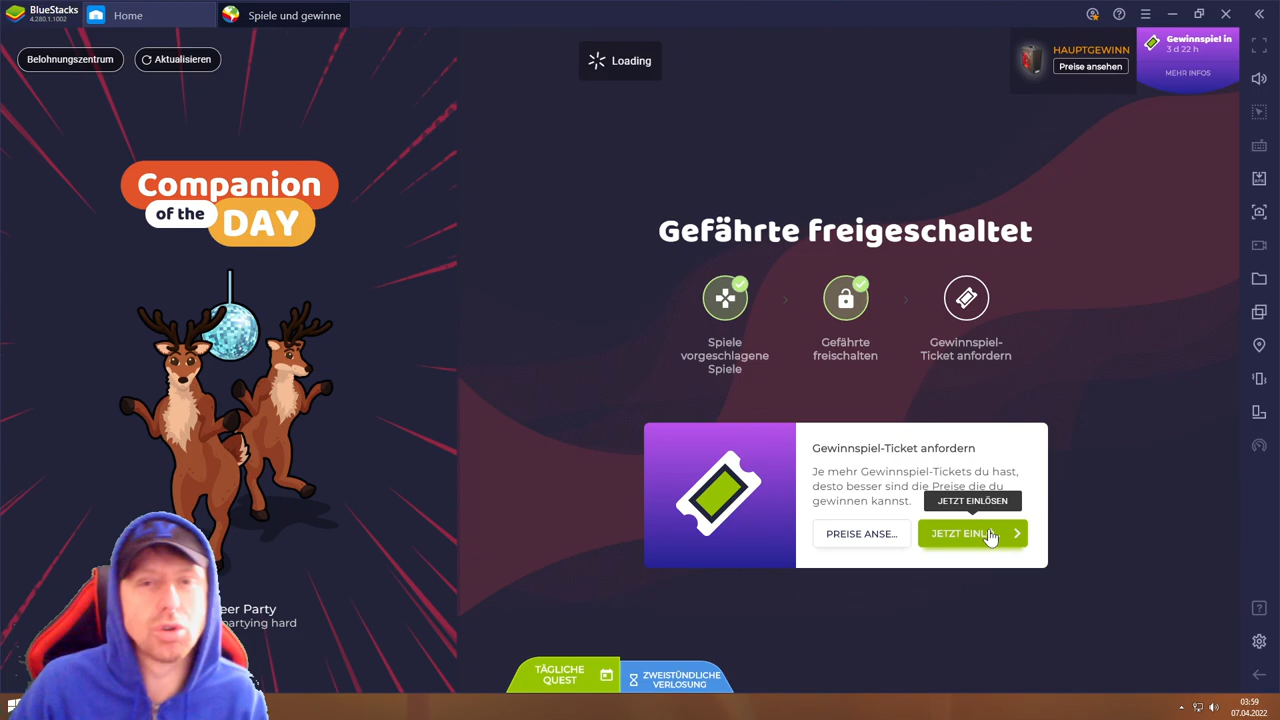 BlueStacks
4.280.1.1002
Home
Spiele und gewinne
Belohnungszentrum
Aktualisieren
Loading
HAUPTGEWINN
Preise ansehen
Gewinnspiel in
3 d 22 h
MEHR INFOS
Companion
of the
DAY
Gefährte freigeschaltet
Spiele
vorgeschlagene
Spiele
Gefährte
freischalten
Gewinnspiel-
Ticket anfordern
Gewinnspiel-Ticket anfordern
Je mehr Gewinnspiel-Tickets du hast,
desto besser sind die Preise die du
gewinnen kannst.
JETZT EINLÖSEN
PREISE ANSE...
JETZT EINL
eer Party
partying hard
TÄGLICHE
QUEST
ZWEISTÜNDLICHE
VERLOSUNG
03:59
07.04.2022